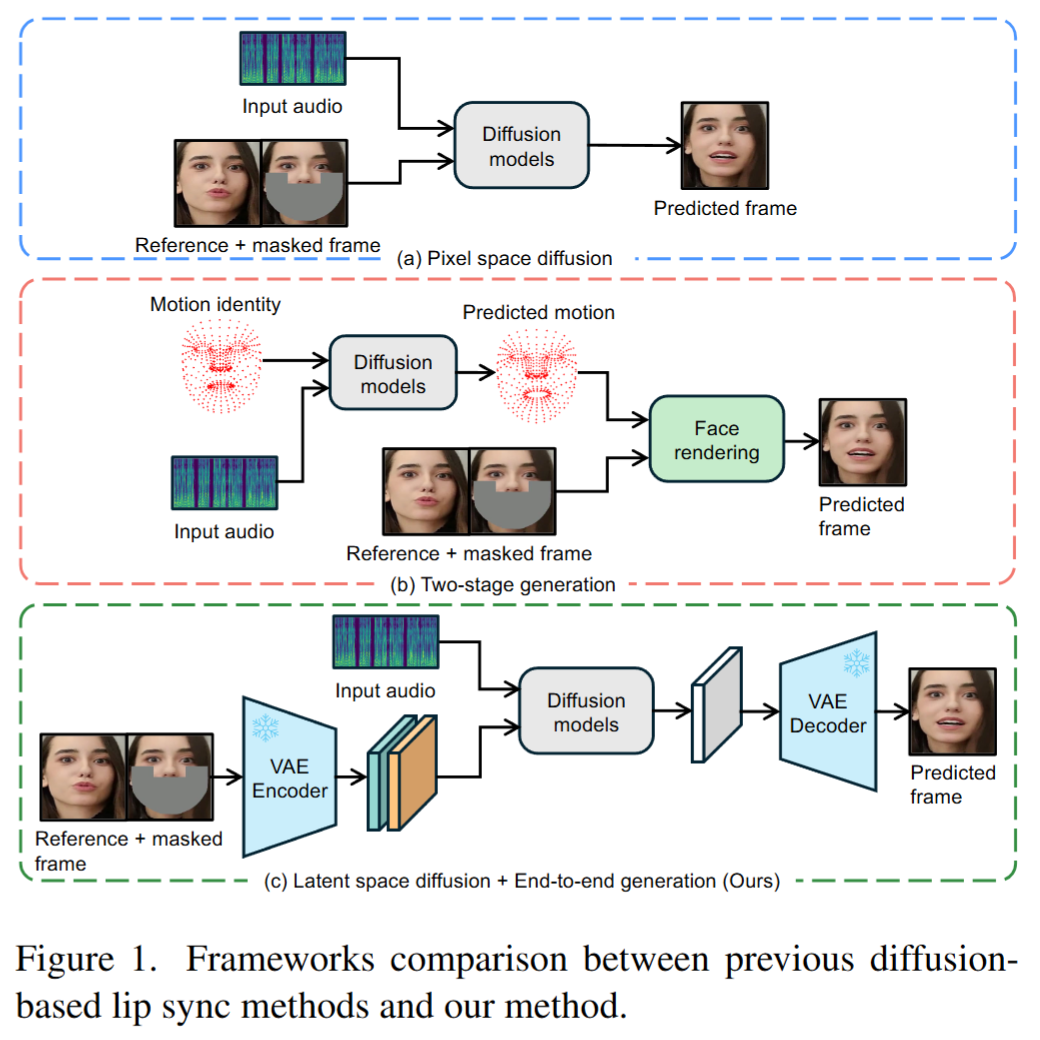 Input audio
Diffusion
models
Reference + masked frame
Predicted frame
(a) Pixel space diffusion
Motion identity
Predicted motion
Diffusion
models
Face
rendering
Input audio
Reference + masked frame
Predicted
frame
(b) Two-stage generation
Input audio
Diffusion
models
VAE
Encoder
VAE
Decoder
Reference + masked
frame
Predicted
frame
(c) Latent space diffusion + End-to-end generation (Ours)
Figure 1. Frameworks comparison between previous diffusion-
based lip sync methods and our method.